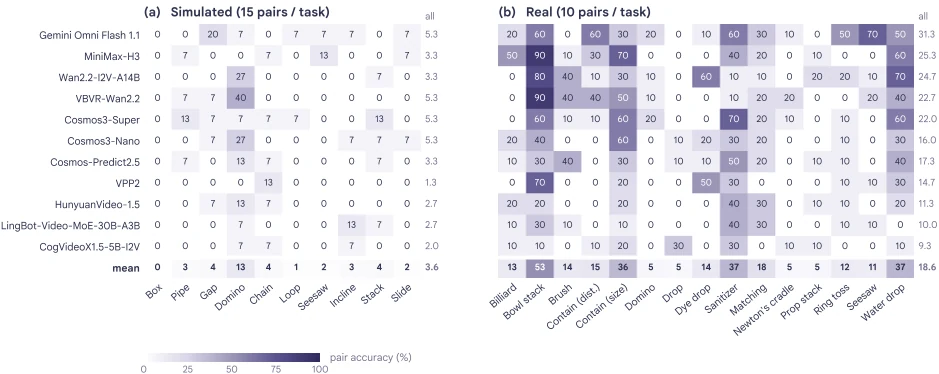 (a) Simulated (15 pairs / task)
all
Gemini Omni Flash 1.1 0 0 20 7 0 7 7 7 0 7 5.3
MiniMax-H3 0 7 0 0 7 0 13 0 0 7 3.3
Wan2.2-I2V-A14B 0 0 0 27 0 0 0 0 7 0 3.3
VBVR-Wan2.2 0 7 7 40 0 0 0 0 0 0 5.3
Cosmos3-Super 0 13 7 7 7 7 0 0 13 0 5.3
Cosmos3-Nano 0 0 7 27 0 0 0 7 7 7 5.3
Cosmos-Predict2.5 0 7 0 13 7 0 0 0 7 0 3.3
VPP2 0 0 0 0 13 0 0 0 0 0 1.3
HunyuanVideo-1.5 0 0 7 13 7 0 0 0 0 0 2.7
LingBot-Video-MoE-30B-A3B 0 0 0 7 0 0 0 13 7 0 2.7
CogVideoX1.5-5B-I2V 0 0 0 7 7 0 0 7 0 0 2.0
mean 0 3 4 13 4 1 2 3 4 2 3.6
Box Pipe Gap Domino Chain Loop Seesaw Incline Stack Slide
(b) Real (10 pairs / task)
all
20 60 0 60 30 20 0 10 60 30 10 0 50 70 50 31.3
50 90 10 30 70 0 0 0 40 20 0 10 0 0 60 25.3
0 80 40 10 30 10 0 60 10 10 0 20 20 10 70 24.7
0 90 40 40 50 10 0 0 10 20 20 0 0 20 40 22.7
0 60 10 10 60 20 0 0 70 20 0 0 10 10 60 22.0
20 40 0 0 60 0 10 20 30 20 0 0 10 0 30 16.0
10 30 40 0 30 0 10 10 50 20 0 10 10 0 40 17.3
0 70 0 0 20 0 0 50 30 0 0 0 10 10 30 14.7
20 20 0 0 20 0 0 10 40 30 0 10 0 0 20 11.3
10 30 10 0 10 0 0 0 40 30 0 0 10 10 0 10.0
10 10 0 10 20 0 30 0 30 0 10 10 0 0 10 9.3
13 53 14 15 36 5 5 14 37 18 5 5 12 11 37 18.6
Billiard Bowl stack Brush Contain (dist.) Contain (size) Domino Drop Dye drop Sanitizer Matching Newton's cradle Prop stack Ring toss Seesaw Water drop
pair accuracy (%)
0 25 50 75 100